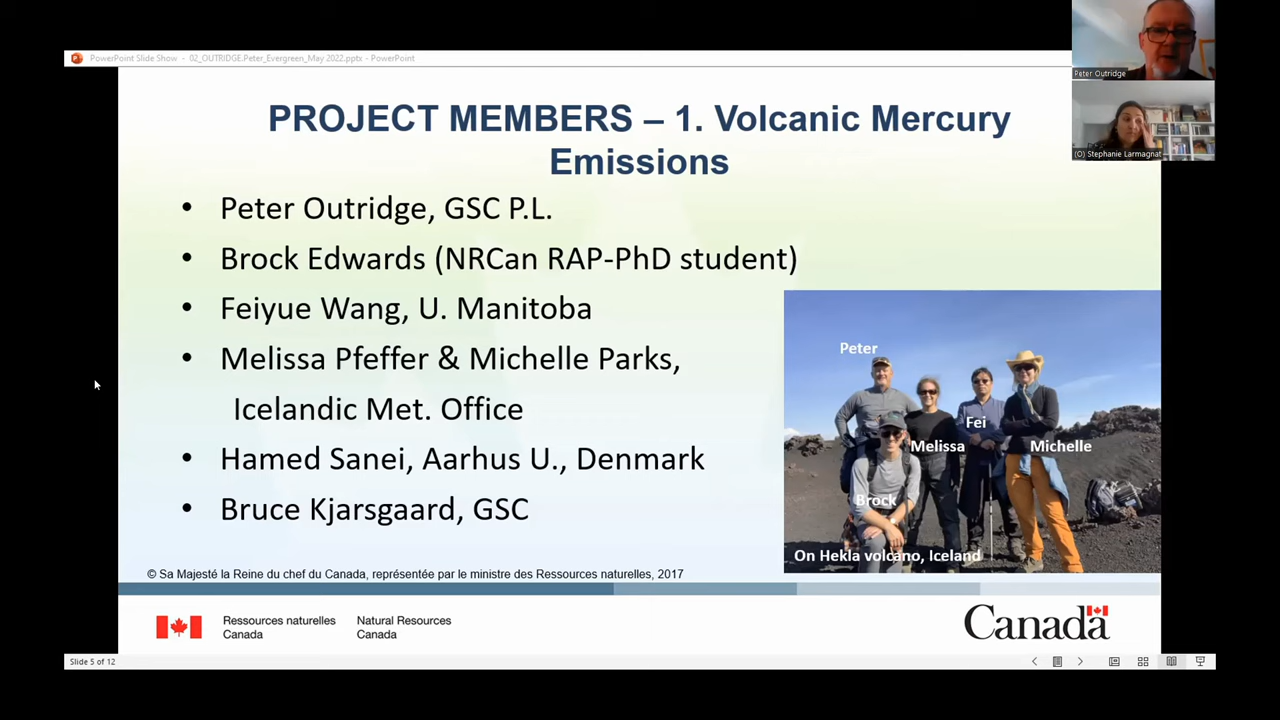 PowerPoint Slide Show - 02_OUTRIDGE.Peter_Evergreen_May 2022.pptx - PowerPoint
Peter Outridge
(O) Stephanie Larmagnat
PROJECT MEMBERS – 1. Volcanic Mercury
Emissions
• Peter Outridge, GSC P.L.
• Brock Edwards (NRCan RAP-PhD student)
• Feiyue Wang, U. Manitoba
• Melissa Pfeffer & Michelle Parks,
Icelandic Met. Office
• Hamed Sanei, Aarhus U., Denmark
• Bruce Kjarsgaard, GSC
Peter
Fei
Melissa
Michelle
Brock
On Hekla volcano, Iceland
© Sa Majesté la Reine du chef du Canada, représentée par le ministre des Ressources naturelles, 2017
Ressources naturelles
Canada
Natural Resources
Canada
Canada
Slide 5 of 12